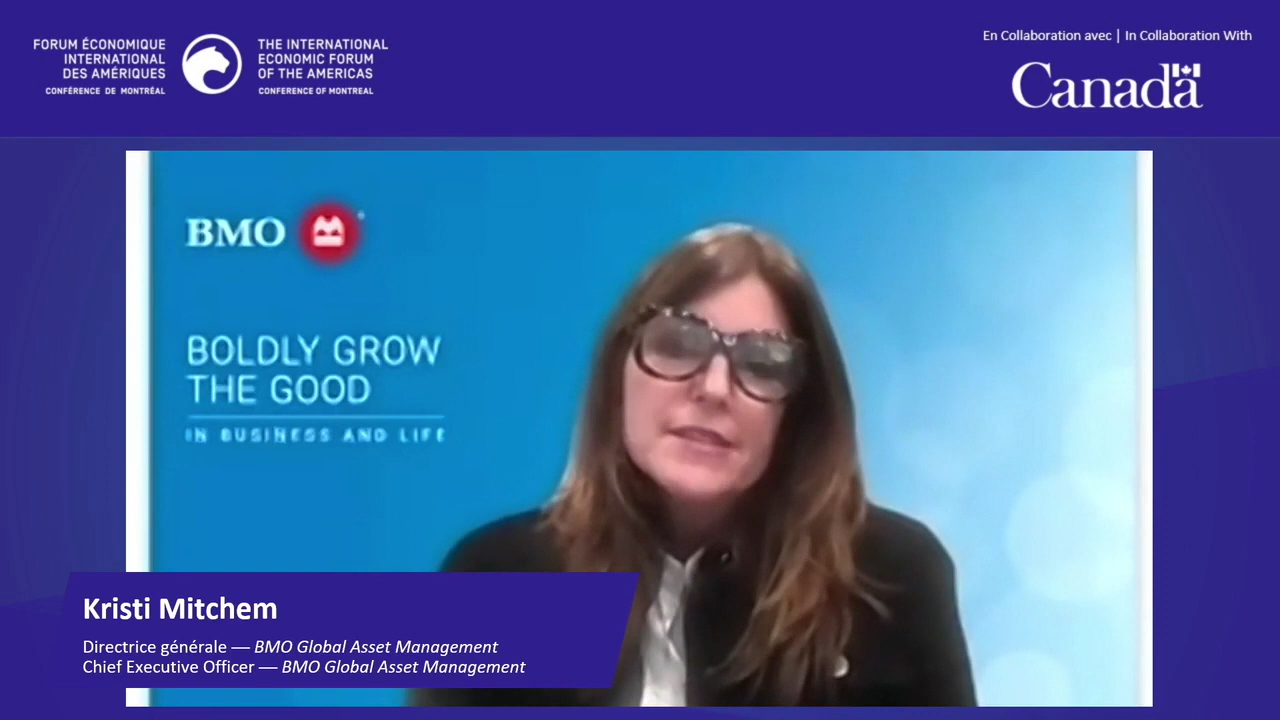 FORUM ÉCONOMIQUE
INTERNATIONAL
DES AMÉRIQUES
CONFÉRENCE DE MONTRÉAL
THE INTERNATIONAL
ECONOMIC FORUM
OF THE AMERICAS
CONFERENCE OF MONTREAL
En Collaboration avec | In Collaboration With
Canada
BMO
BOLDLY GROW
THE GOOD
IN BUSINESS AND LIFE
Kristi Mitchem
Directrice générale — BMO Global Asset Management
Chief Executive Officer — BMO Global Asset Management